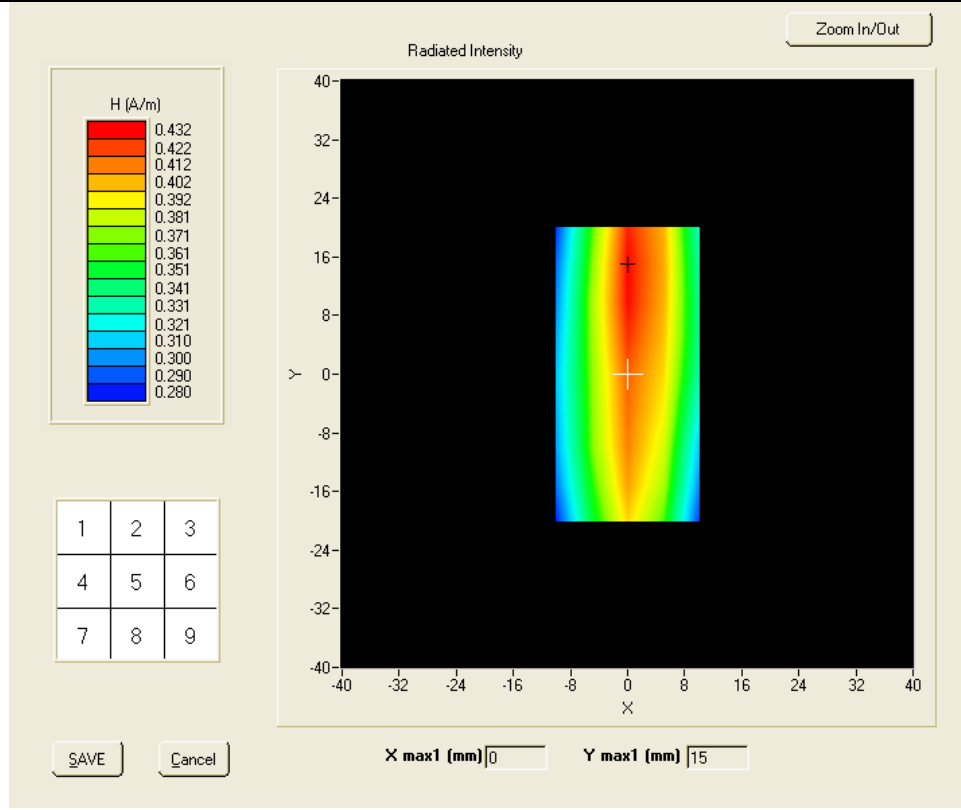 Zoom In/Out
Radiated Intensity
H (A/m)
0.432
0.422
0.412
0.402
0.392
0.381
0.371
0.361
0.351
0.341
0.331
0.321
0.310
0.300
0.290
0.280
40
32
24
16
8
0
-8
-16
-24
-32
-40
Y
-40 -32 -24 -16 -8 0 8 16 24 32 40
X
1 2 3
4 5 6
7 8 9
SAVE Cancel
X max1 (mm) 0 Y max1 (mm) 15